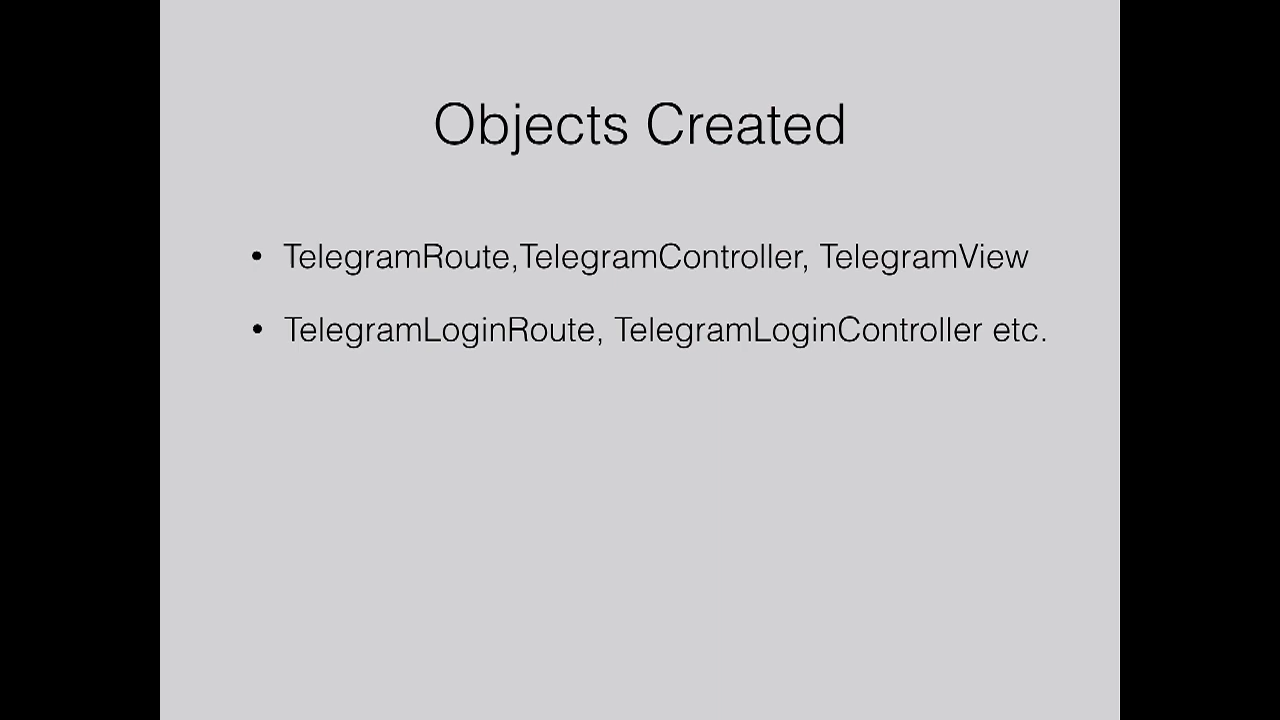 Objects Created
• TelegramRoute,TelegramController, TelegramView
• TelegramLoginRoute, TelegramLoginController etc.